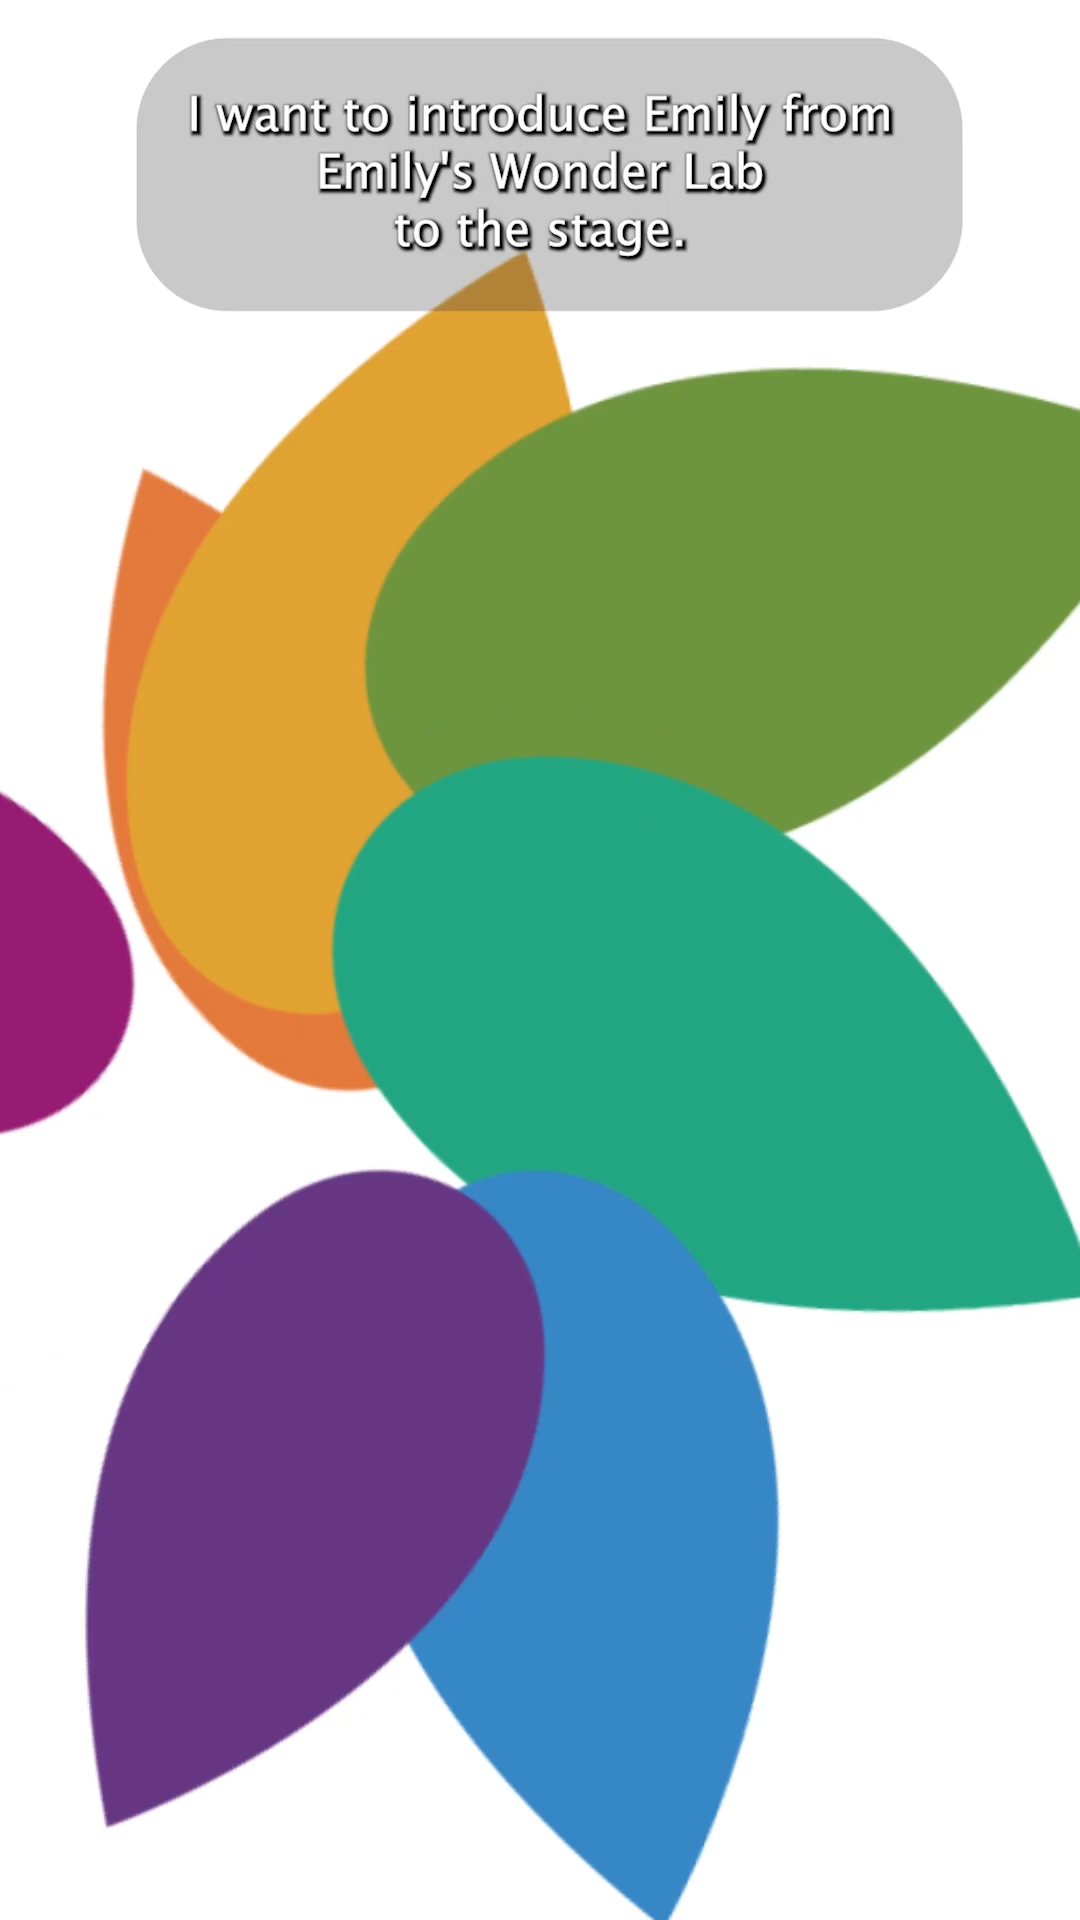 I want to introduce Emily from
Emily's Wonder Lab
to the stage.